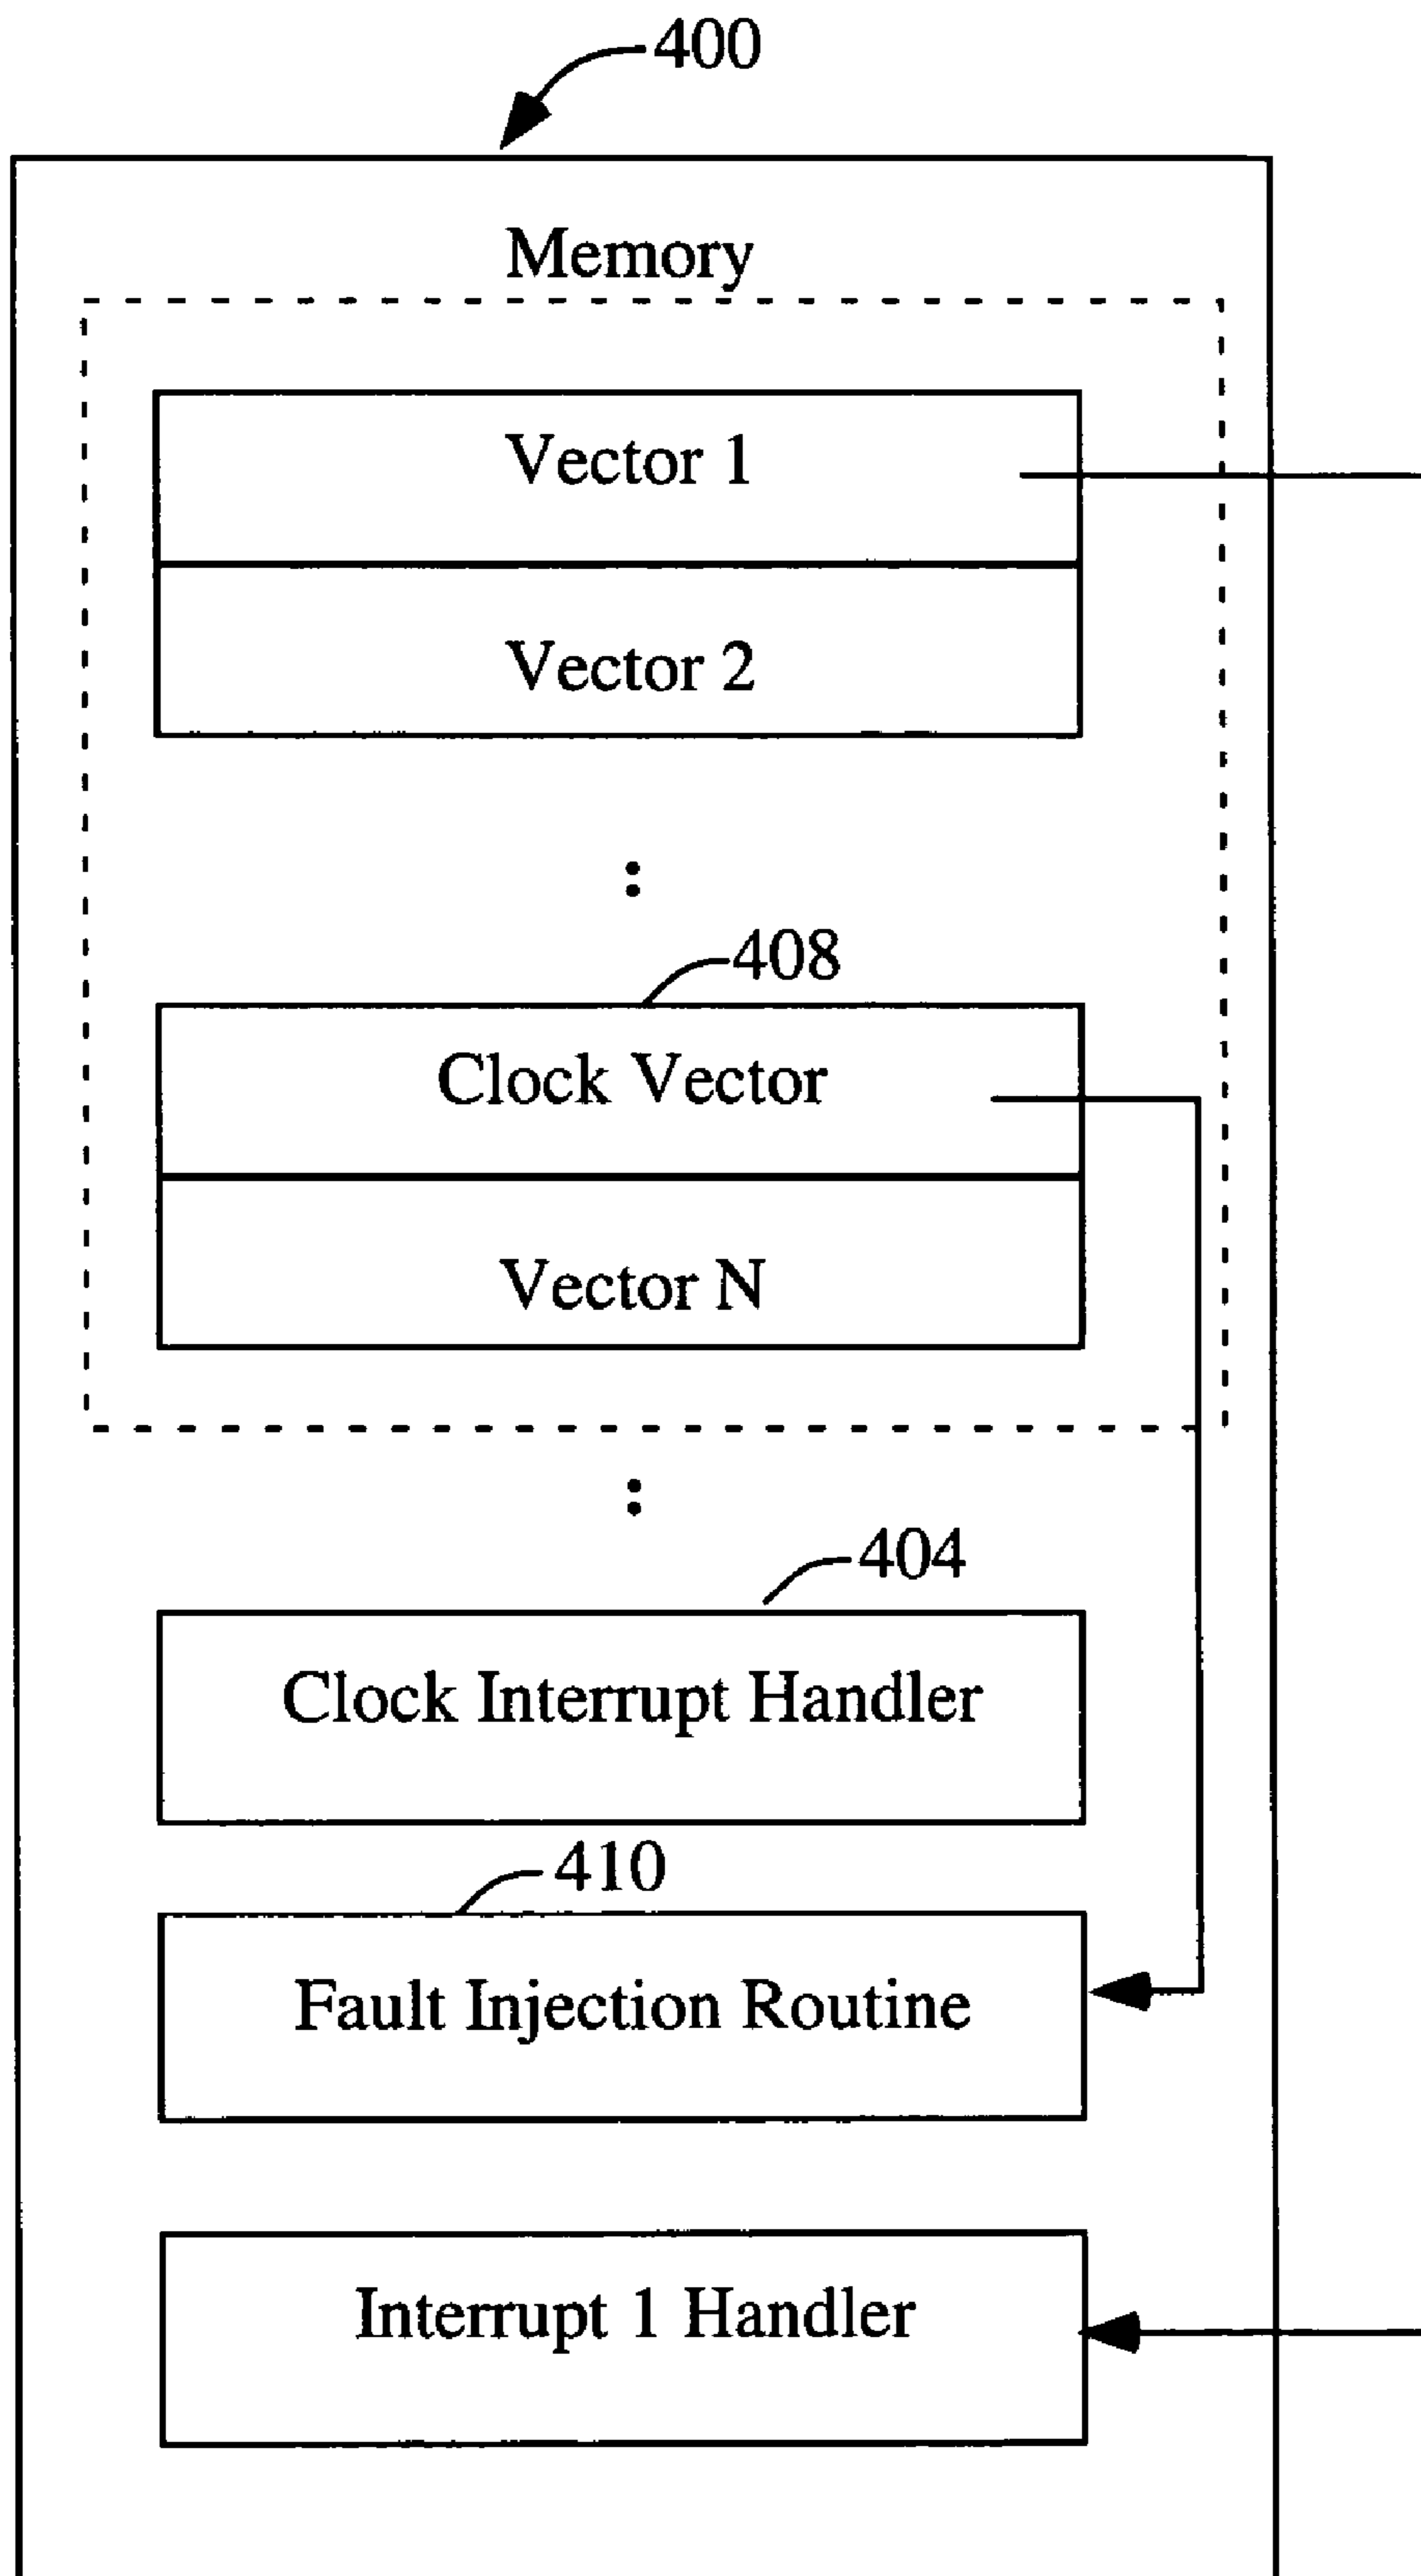 400
Memory
Vector 1
Vector 2
:
408
Clock Vector
Vector N
:
404
Clock Interrupt Handler
410
Fault Injection Routine
Interrupt 1 Handler